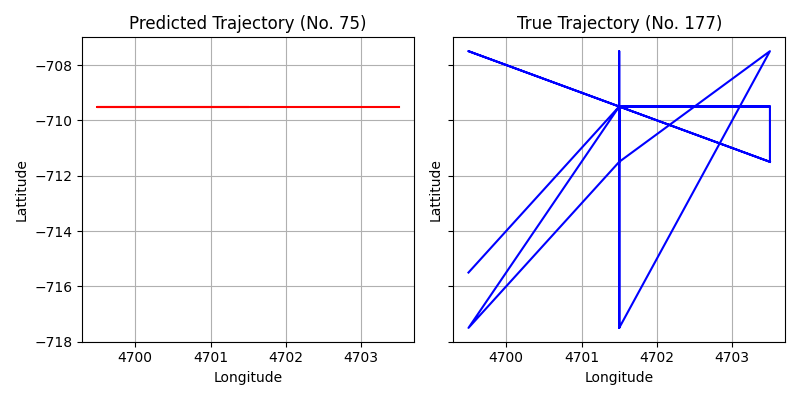 Predicted Trajectory (No. 75)
True Trajectory (No. 177)
−708
−710
−712
−714
−716
−718
Lattitude
Lattitude
4700 4701 4702 4703
4700 4701 4702 4703
Longitude
Longitude